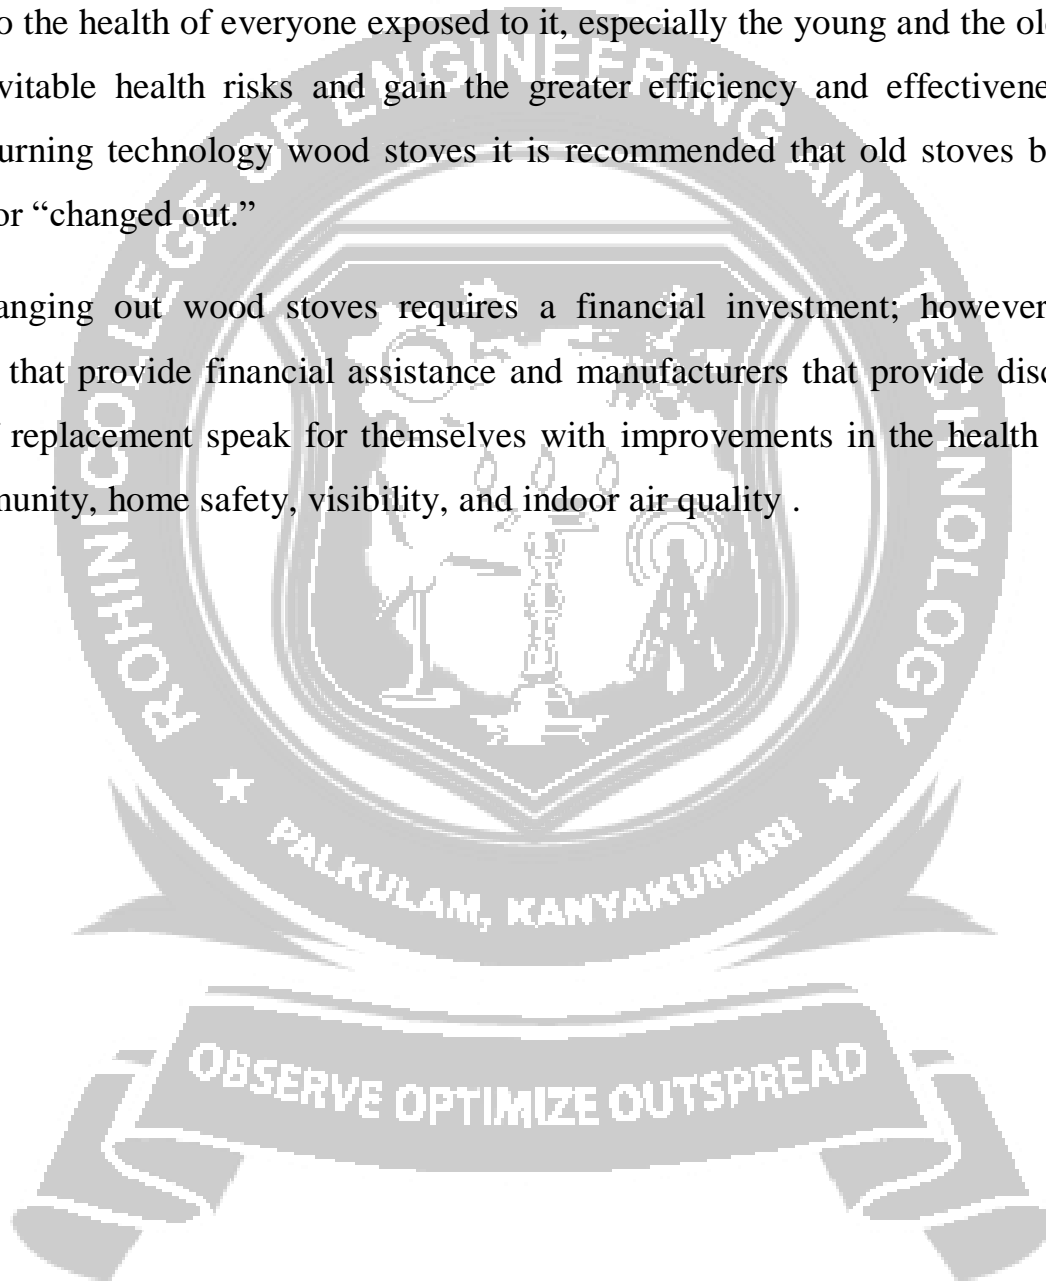 o the health of everyone exposed to it, especially the young and the ol
vitable health risks and gain the greater efficiency and effectivene
urning technology wood stoves it is recommended that old stoves b
or “changed out.”
anging out wood stoves requires a financial investment; however
that provide financial assistance and manufacturers that provide disc
replacement speak for themselves with improvements in the health
munity, home safety, visibility, and indoor air quality .
ROHINI COLLEGE OF ENGINEERING AND TECHNOLOGY
PALKULAM, KANYAKUMARI
OBSERVE OPTIMIZE OUTSPREAD